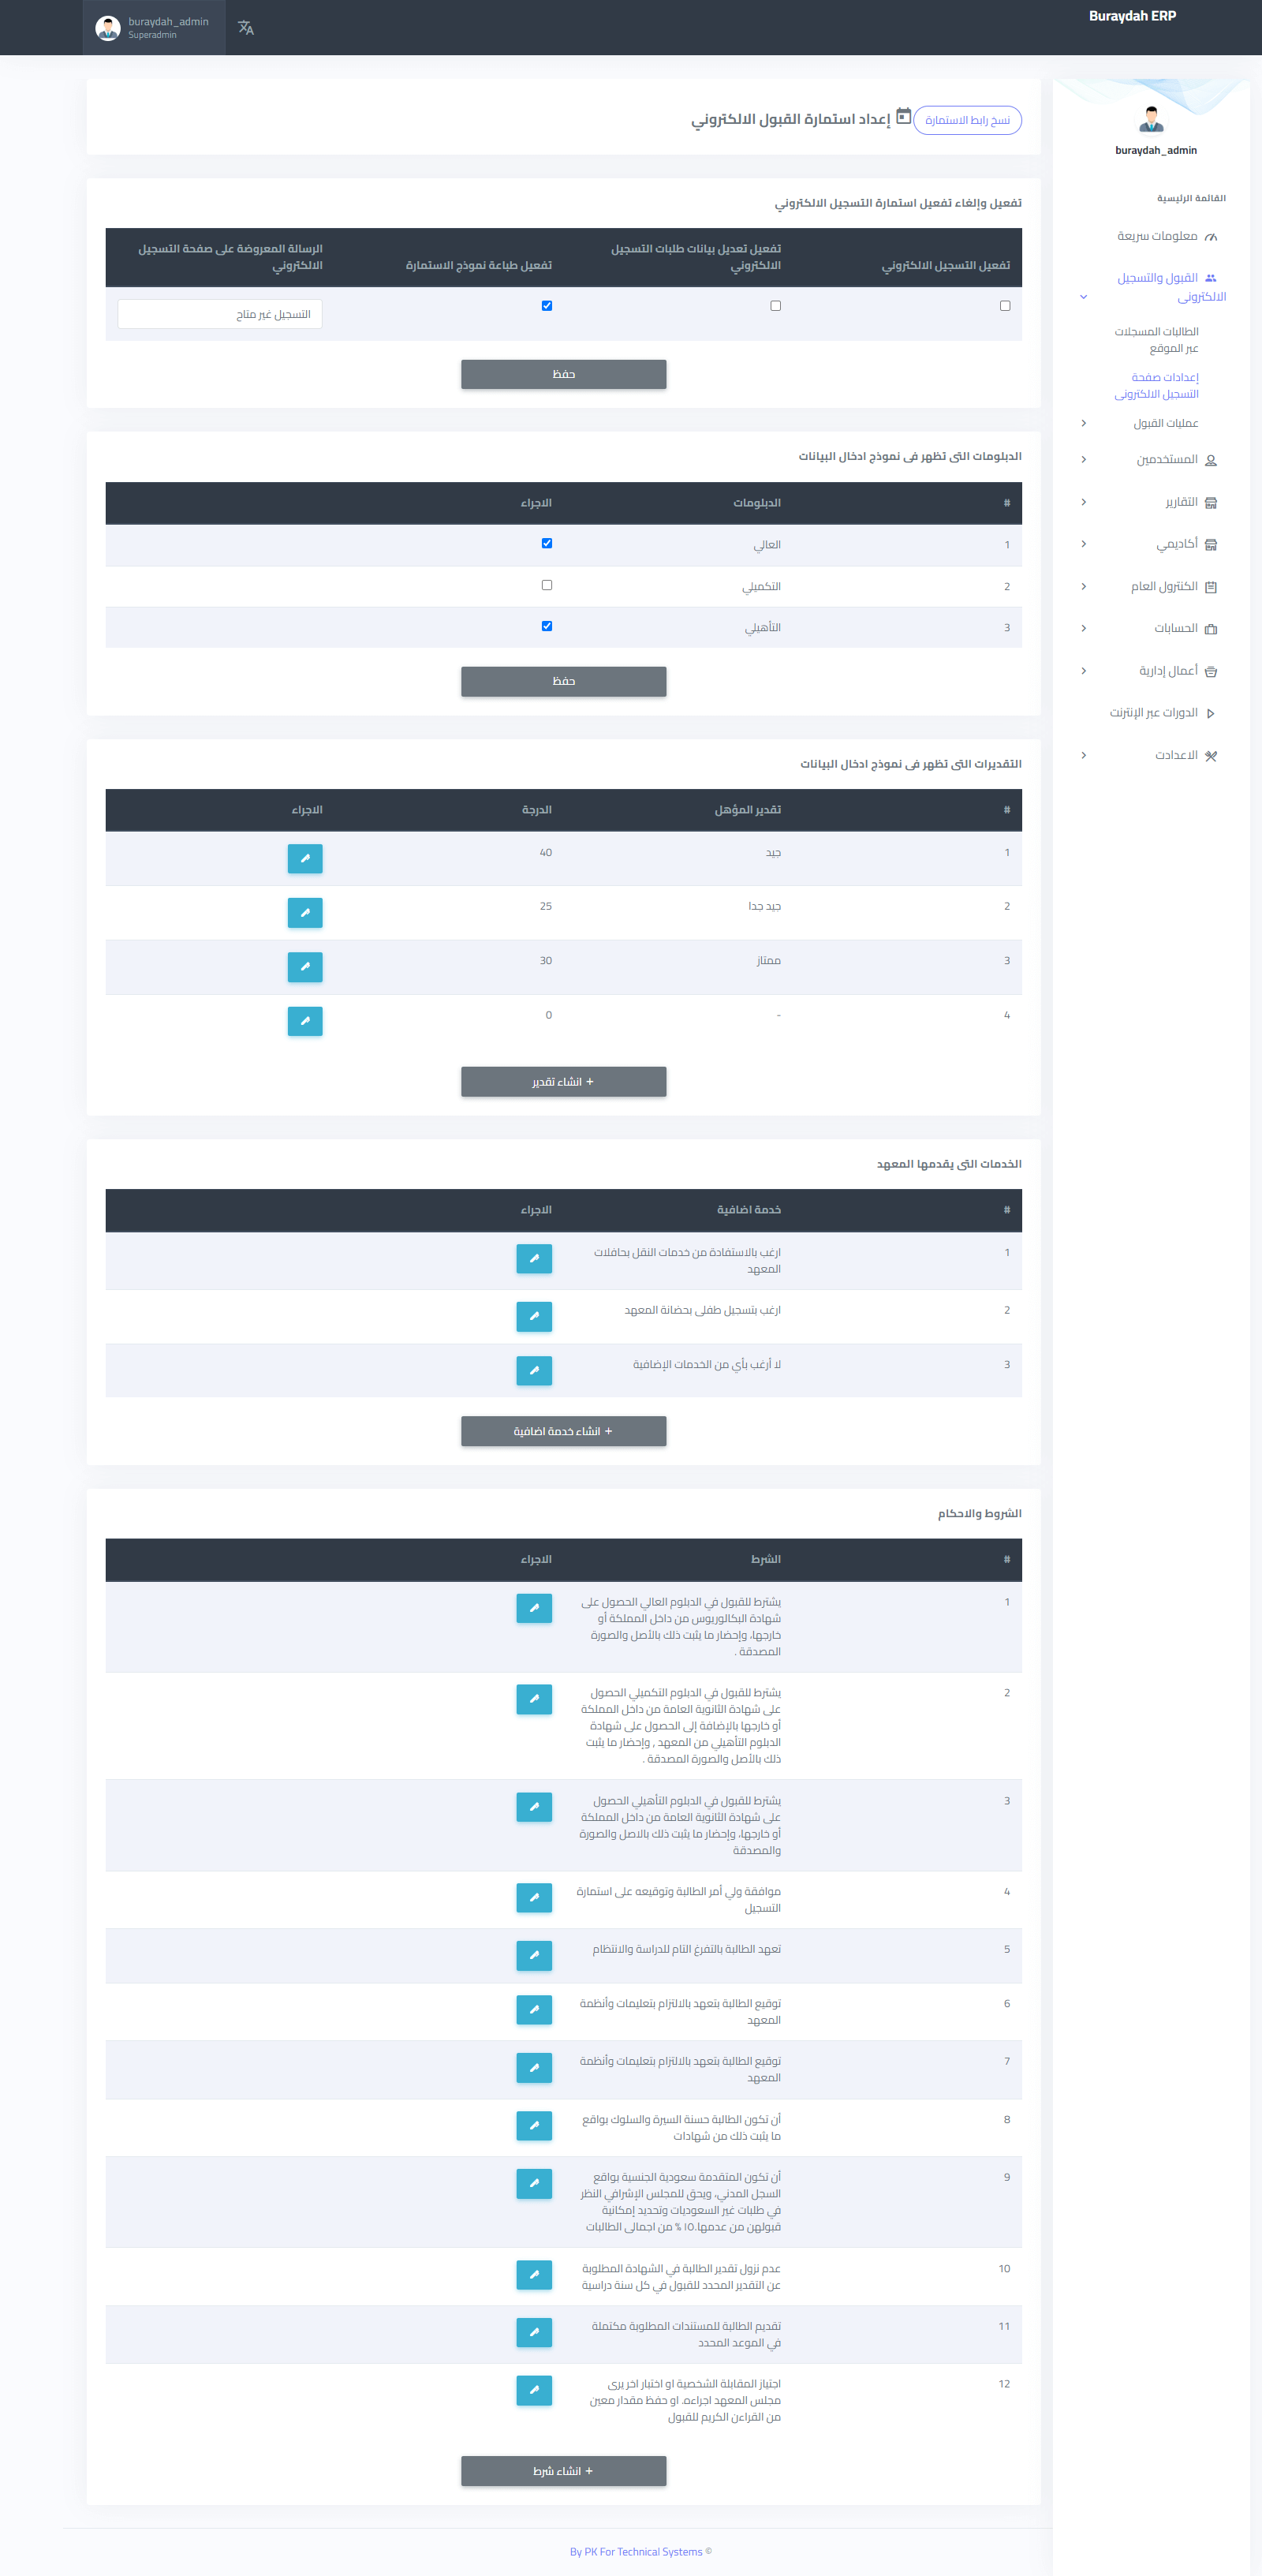 Buraydah ERP
buraydah_admin
Superadmin
buraydah_admin
القائمة الرئيسية
معلومات سريعة
القبول والتسجيل
الالكترونى
الطالبات المسجلات
عبر الموقع
إعدادات صفحة
التسجيل الالكترونى
عمليات القبول
المستخدمين
التقارير
أكاديمي
الكنترول العام
الحسابات
أعمال إدارية
الدورات عبر الإنترنت
الاعدادت
نسخ رابط الاستمارة
إعداد استمارة القبول الالكتروني
تفعيل وإلغاء تفعيل استمارة التسجيل الالكتروني
تفعيل التسجيل الالكتروني
تفعيل تعديل بيانات طلبات التسجيل
الالكتروني
تفعيل طباعة نموذج الاستمارة
الرسالة المعروضة على صفحة التسجيل
الالكتروني
التسجيل غير متاح
حفظ
الدبلومات التى تظهر فى نموذج ادخال البيانات
# الدبلومات الاجراء
1 العالي
2 التكميلي
3 التأهيلي
حفظ
التقديرات التى تظهر فى نموذج ادخال البيانات
# تقدير المؤهل الدرجة الاجراء
1 جيد 40
2 جيد جدا 25
3 ممتاز 30
4 - 0
+ انشاء تقدير
الخدمات التى يقدمها المعهد
# خدمة اضافية الاجراء
1 ارغب بالاستفادة من خدمات النقل بحافلات
المعهد
2 ارغب بتسجيل طفلى بحضانة المعهد
3 لا أرغب بأي من الخدمات الإضافية
+ انشاء خدمة اضافية
الشروط والاحكام
# الشرط الاجراء
1 يشترط للقبول في الدبلوم العالي الحصول على
شهادة البكالوريوس من داخل المملكة أو
خارجها، وإحضار ما يثبت ذلك بالأصل والصورة
المصدقة .
2 يشترط للقبول في الدبلوم التكميلي الحصول
على شهادة الثانوية العامة من داخل المملكة
أو خارجها بالإضافة إلى الحصول على شهادة
الدبلوم التأهيلي من المعهد , وإحضار ما يثبت
ذلك بالأصل والصورة المصدقة .
3 يشترط للقبول في الدبلوم التأهيلي الحصول
على شهادة الثانوية العامة من داخل المملكة
أو خارجها، وإحضار ما يثبت ذلك بالاصل والصورة
والمصدقة
4 موافقة ولي أمر الطالبة وتوقيعه على استمارة
التسجيل
5 تعهد الطالبة بالتفرغ التام للدراسة والانتظام
6 توقيع الطالبة بتعهد بالالتزام بتعليمات وأنظمة
المعهد
7 توقيع الطالبة بتعهد بالالتزام بتعليمات وأنظمة
المعهد
8 أن تكون الطالبة حسنة السيرة والسلوك بواقع
ما يثبت ذلك من شهادات
9 أن تكون المتقدمة سعودية الجنسية بواقع
السجل المدني، ويحق للمجلس الإشرافي النظر
في طلبات غير السعوديات وتحديد إمكانية
قبولهن من عدمها.١٥ % من اجمالى الطالبات
10 عدم نزول تقدير الطالبة في الشهادة المطلوبة
عن التقدير المحدد للقبول في كل سنة دراسية
11 تقديم الطالبة للمستندات المطلوبة مكتملة
في الموعد المحدد
12 اجتياز المقابلة الشخصية او اختبار اخر يرى
مجلس المعهد اجراءه. او حفظ مقدار معين
من القراءن الكريم للقبول
+ انشاء شرط
By PK For Technical Systems ©